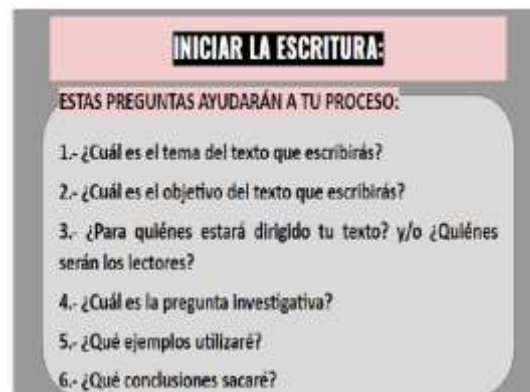 INICIAR LA ESCRITURA:
ESTAS PREGUNTAS AYUDARÁN A TU PROCESO:
1.- ¿Cuál es el tema del texto que escribirás?
2.- ¿Cuál es el objetivo del texto que escribirás?
3.- ¿Para quiénes estará dirigido tu texto? y/o ¿Quiénes
serán los lectores?
4.- ¿Cuál es la pregunta investigativa?
5.- ¿Qué ejemplos utilizaré?
6.- ¿Qué conclusiones sacaré?